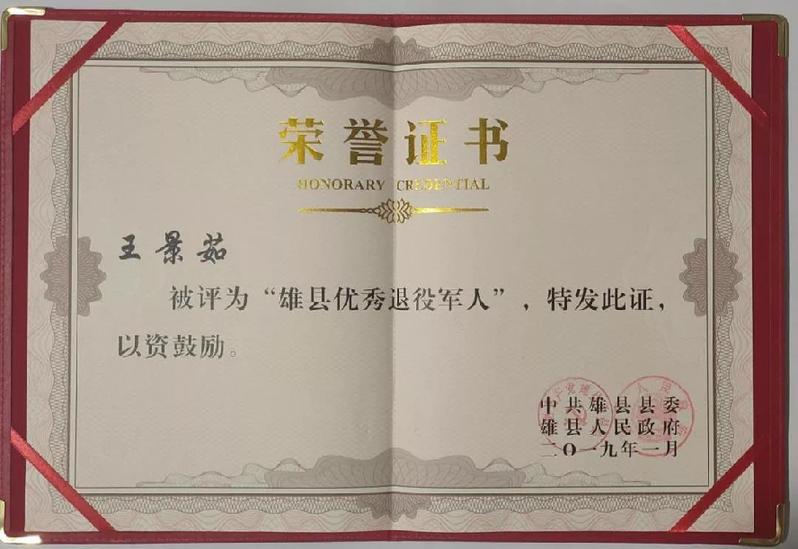 荣誉证书
HONORARY CREDENTIAL
王景茹
被评为“雄县优秀退役军人”，特发此证，
以资鼓励。
中共雄县县委
雄县人民政府
二〇一九年一月